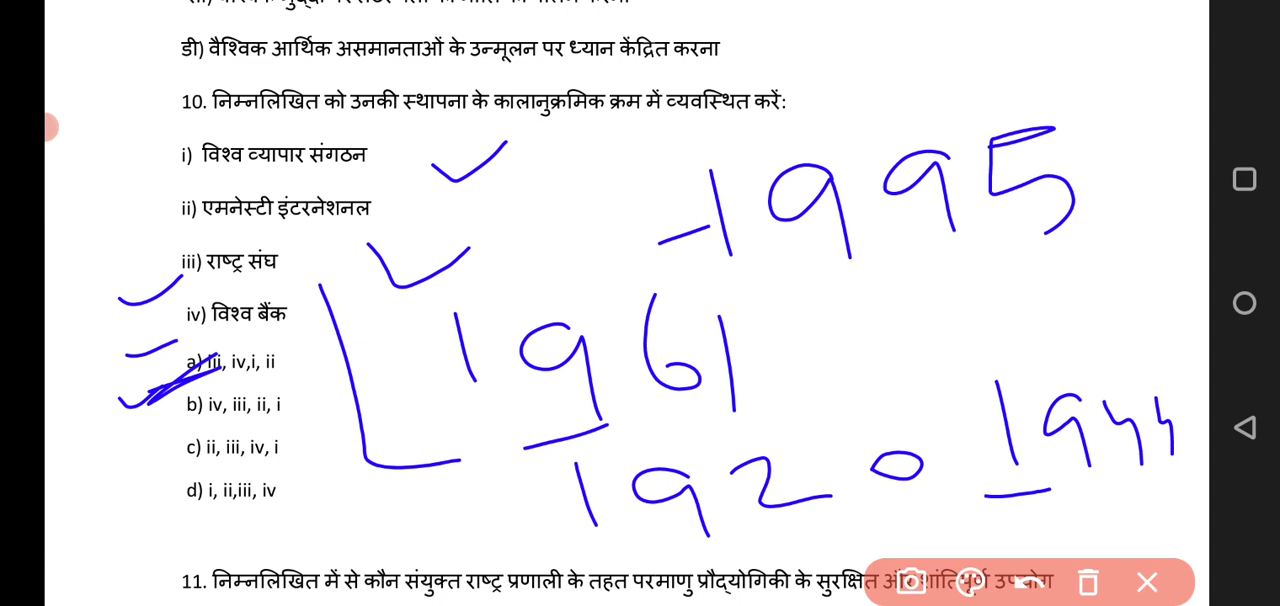 डी) वैश्विक आर्थिक असमानताओं के उन्मूलन पर ध्यान केंद्रित करना
10. निम्नलिखित को उनकी स्थापना के कालानुक्रमिक क्रम में व्यवस्थित करें:
i) विश्व व्यापार संगठन
-1995
ii) एमनेस्टी इंटरनेशनल
iii) राष्ट्र संघ
iv) विश्व बैंक
1961
a) iii, iv,i, ii
b) iv, iii, ii, i
1944
c) ii, iii, iv, i
d) i, ii,iii, iv
1920
11. निम्नलिखित में से कौन संयुक्त राष्ट्र प्रणाली के तहत परमाणु प्रौद्योगिकी के सुरक्षित और शांतिपूर्ण उपयोग